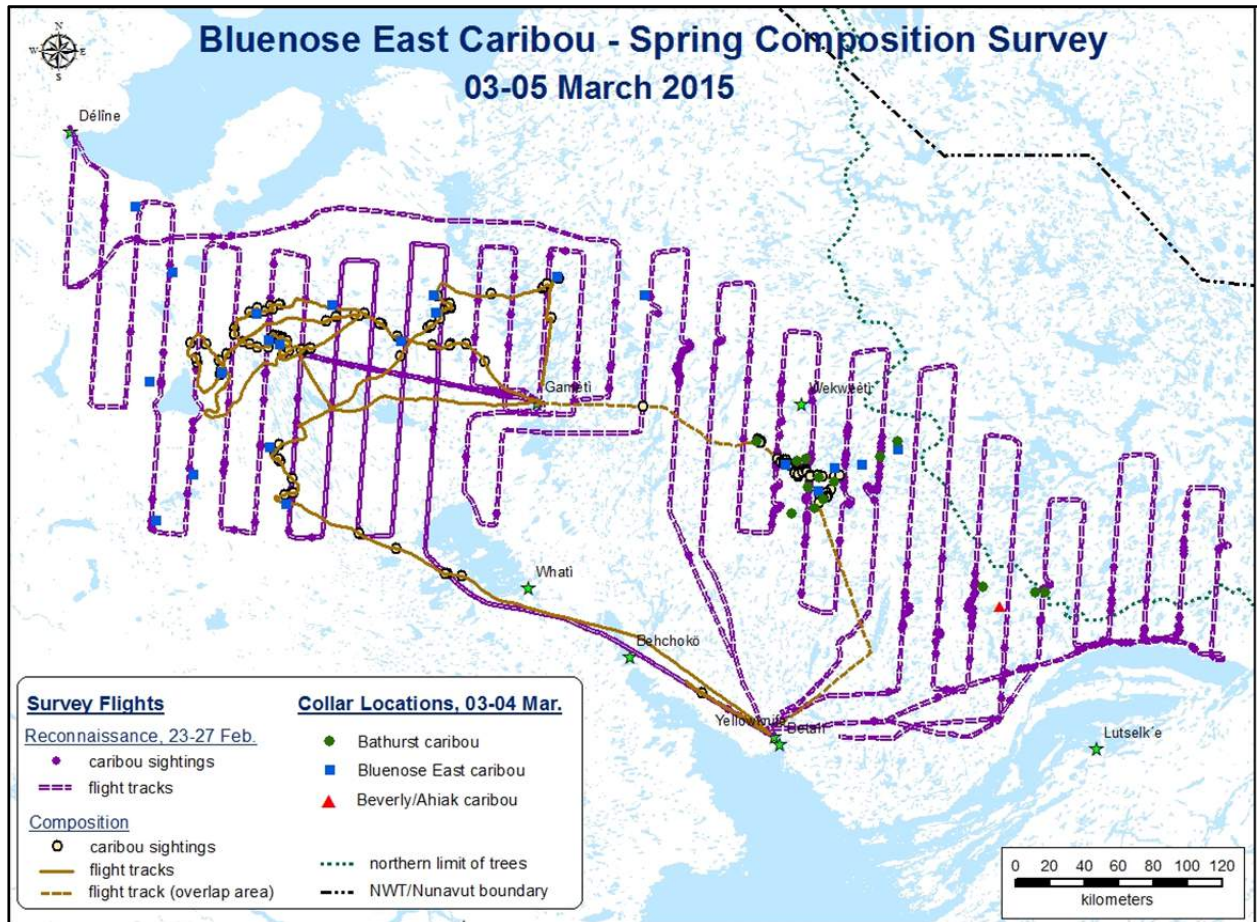 Bluenose East Caribou - Spring Composition Survey
03-05 March 2015
N
W E
S
Délįne
Gamètì
Wekweètì
Whatì
Behchokö
Yellowknife
Detah
Lutselk´e
Survey Flights
Reconnaissance, 23-27 Feb.
caribou sightings
flight tracks
Composition
caribou sightings
flight tracks
flight track (overlap area)
Collar Locations, 03-04 Mar.
Bathurst caribou
Bluenose East caribou
Beverly/Ahiak caribou
northern limit of trees
NWT/Nunavut boundary
0 20 40 60 80 100 120
kilometers